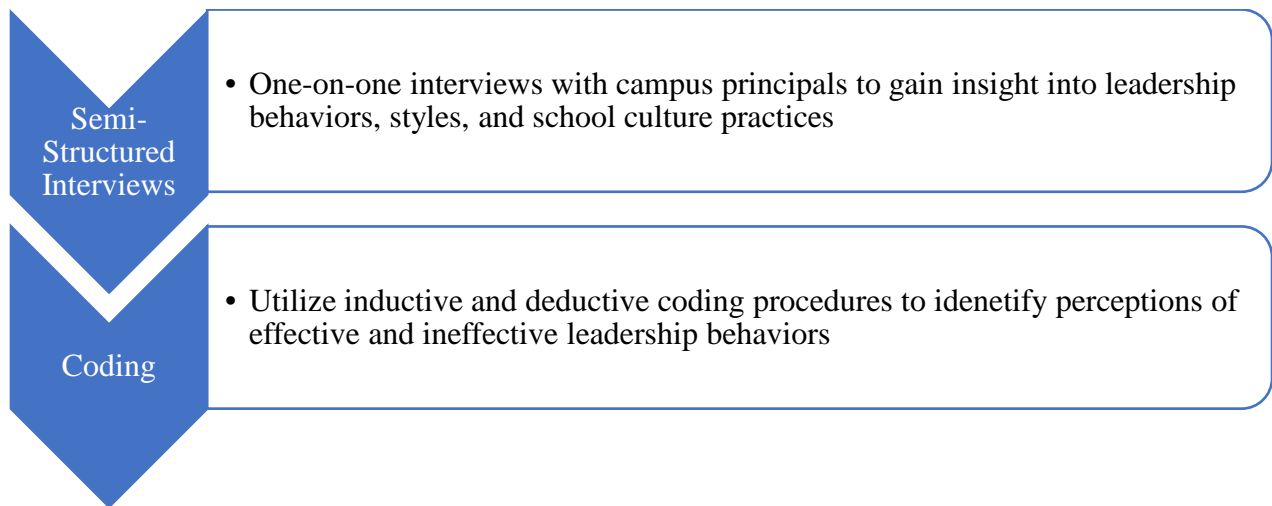 Semi-
Structured
Interviews
• One-on-one interviews with campus principals to gain insight into leadership
behaviors, styles, and school culture practices
Coding
• Utilize inductive and deductive coding procedures to idenetify perceptions of
effective and ineffective leadership behaviors